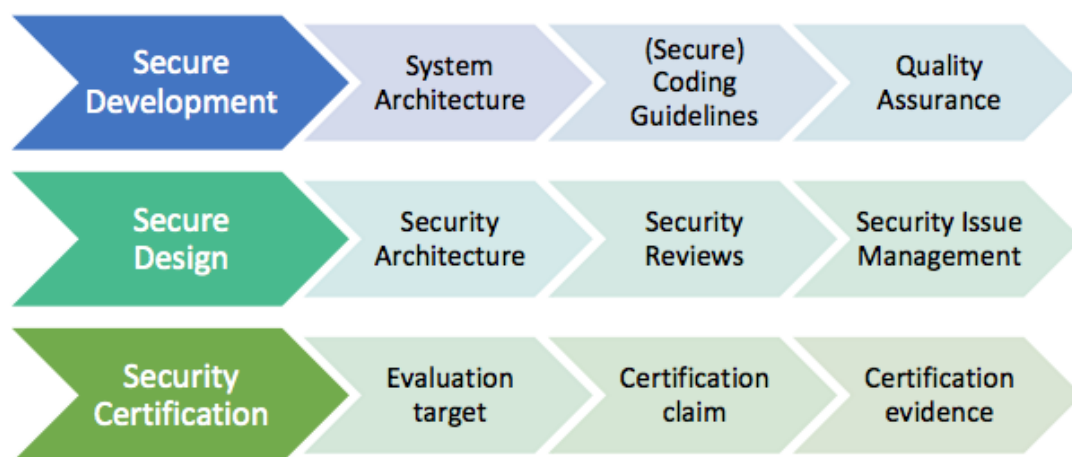 Secure
Development
System
Architecture
(Secure)
Coding
Guidelines
Quality
Assurance
Secure
Design
Security
Architecture
Security
Reviews
Security Issue
Management
Security
Certification
Evaluation
target
Certification
claim
Certification
evidence